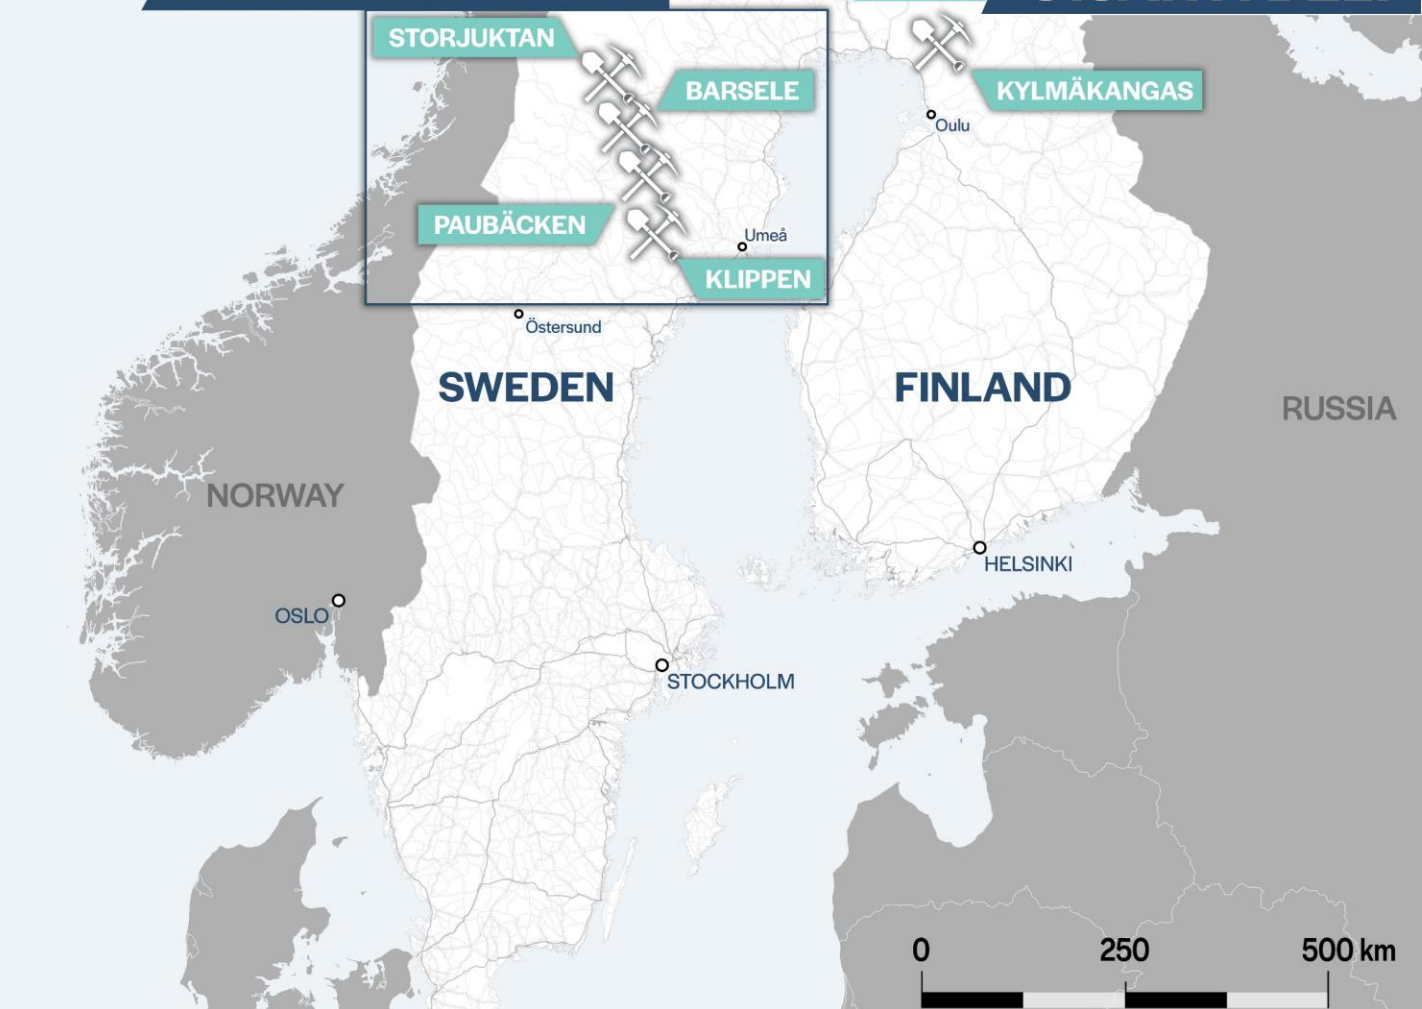 STORJUKTAN
BARSELE
KYLMÄKANGAS
Oulu
PAUBÄCKEN
Umeå
KLIPPEN
Östersund
SWEDEN
FINLAND
RUSSIA
NORWAY
HELSINKI
OSLO
STOCKHOLM
0 250 500 km